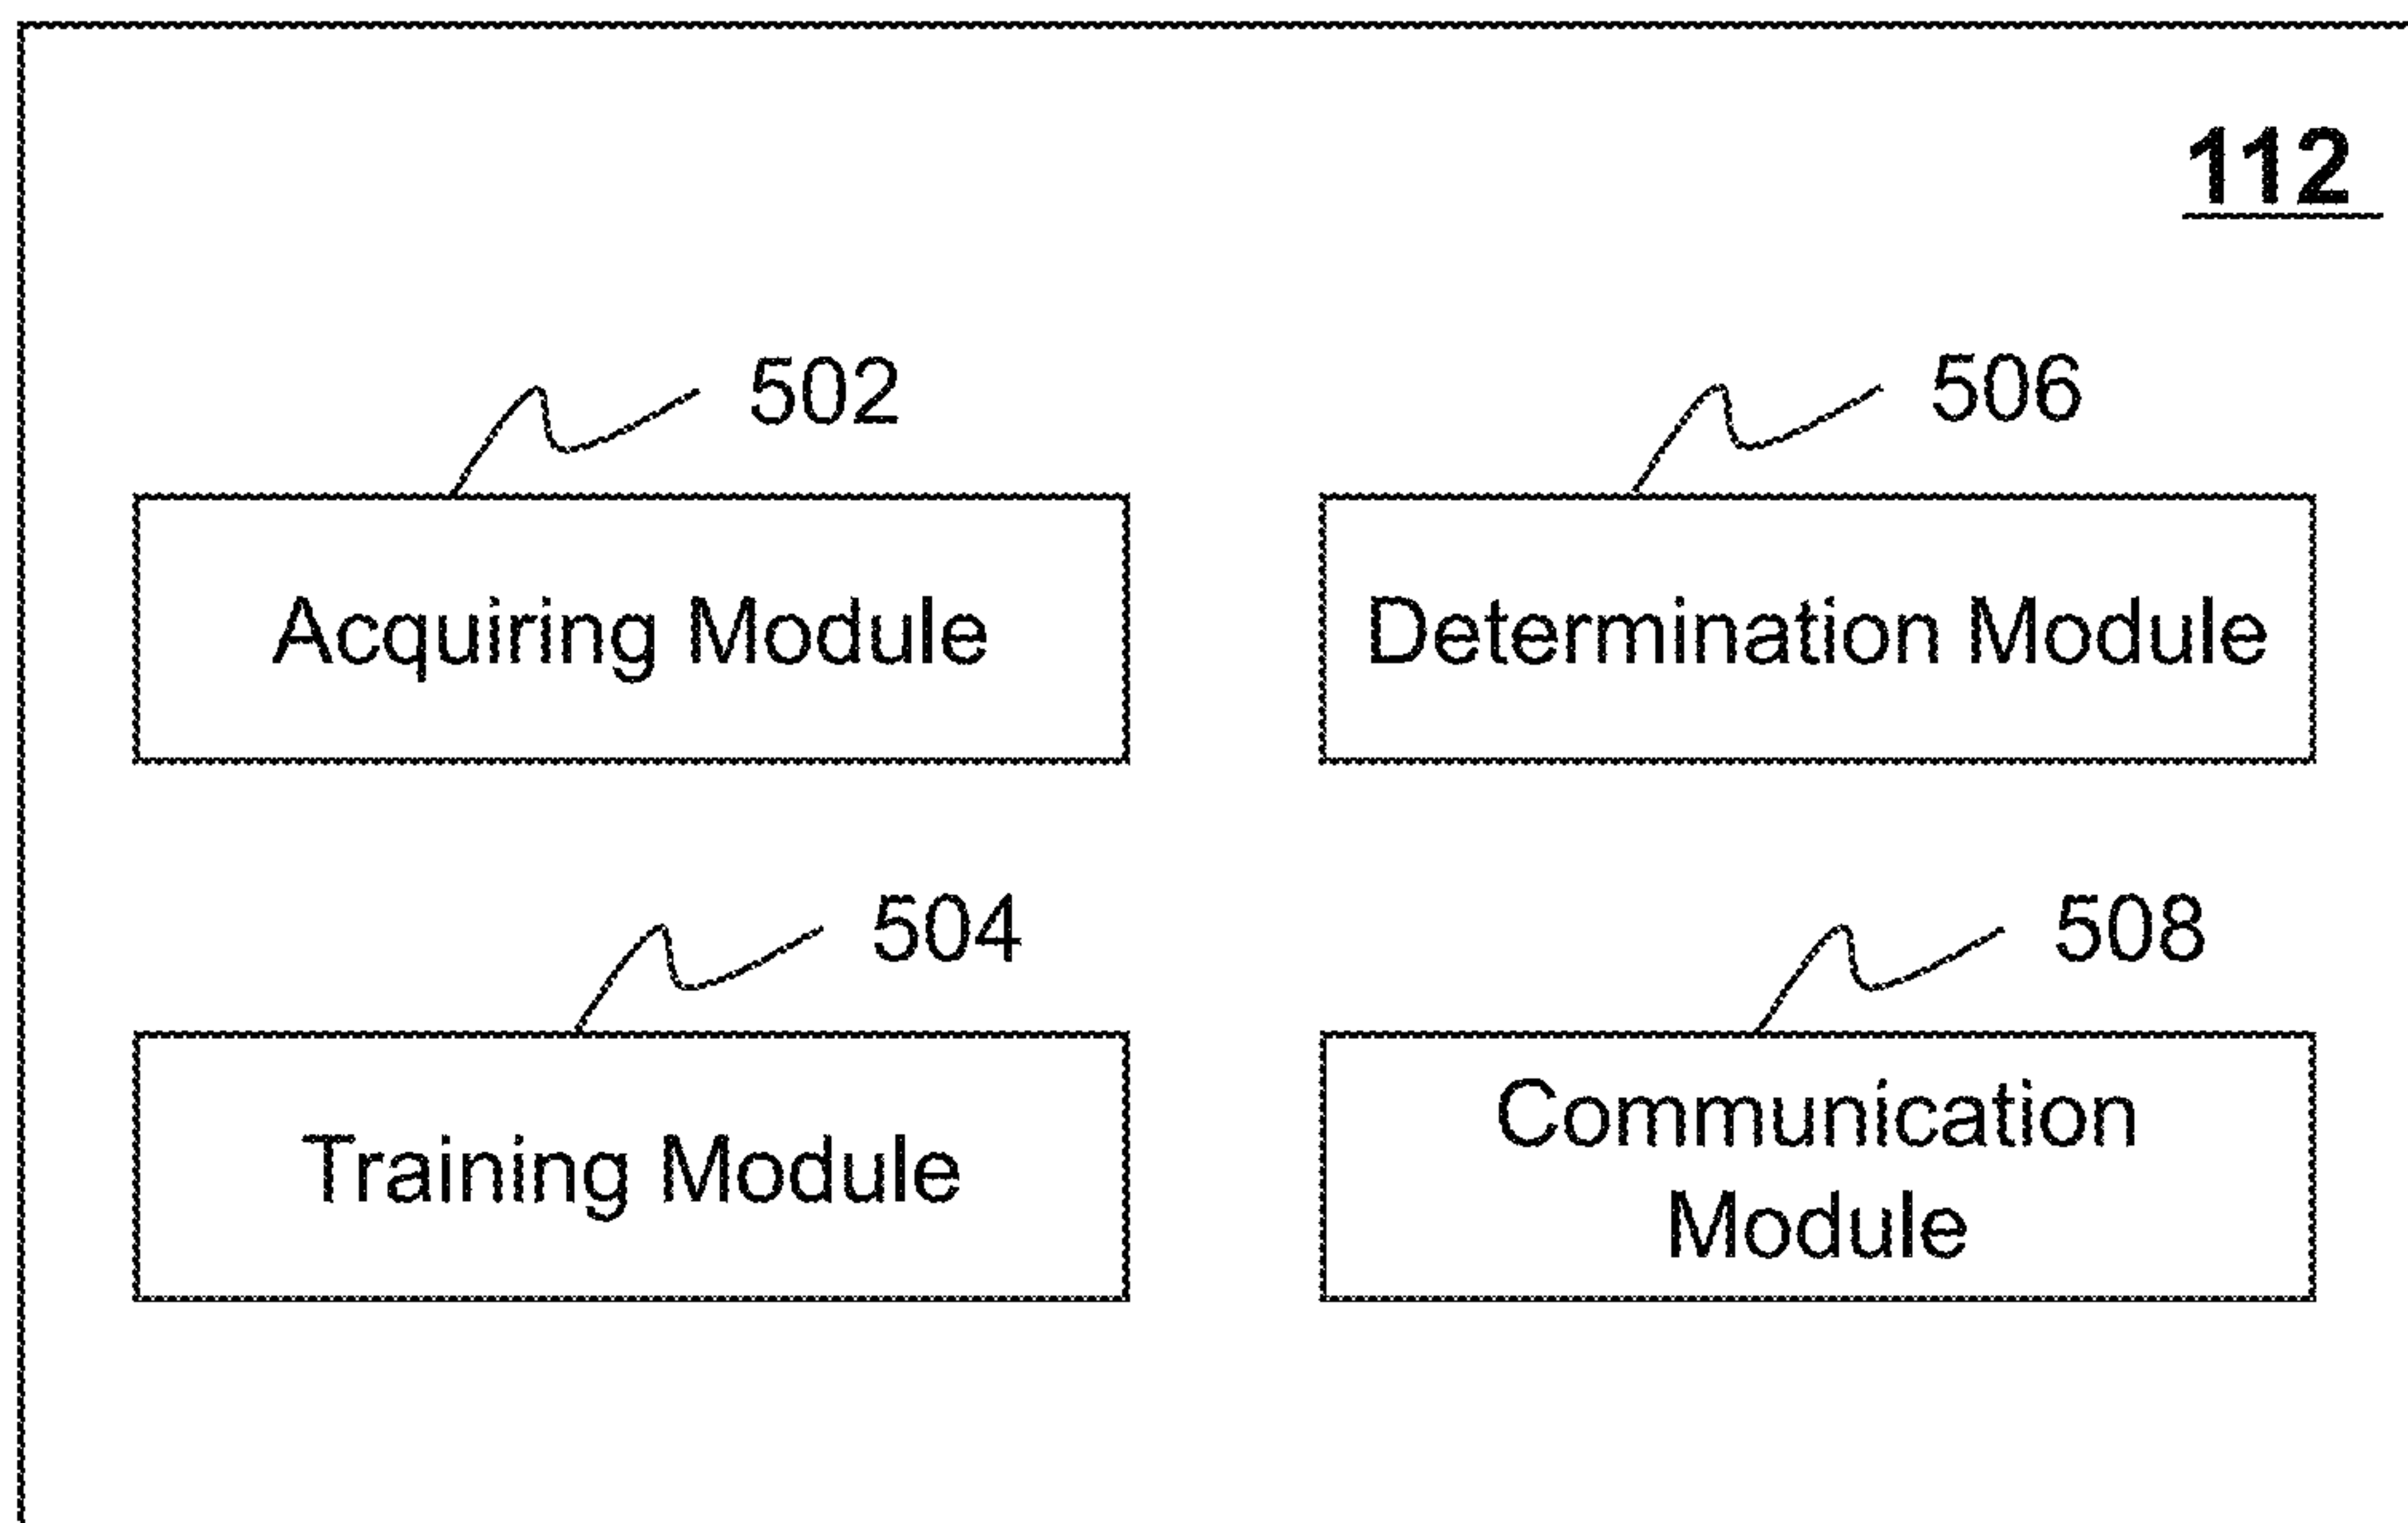 112
502
506
Acquiring Module
Determination Module
504
508
Training Module
Communication
Module